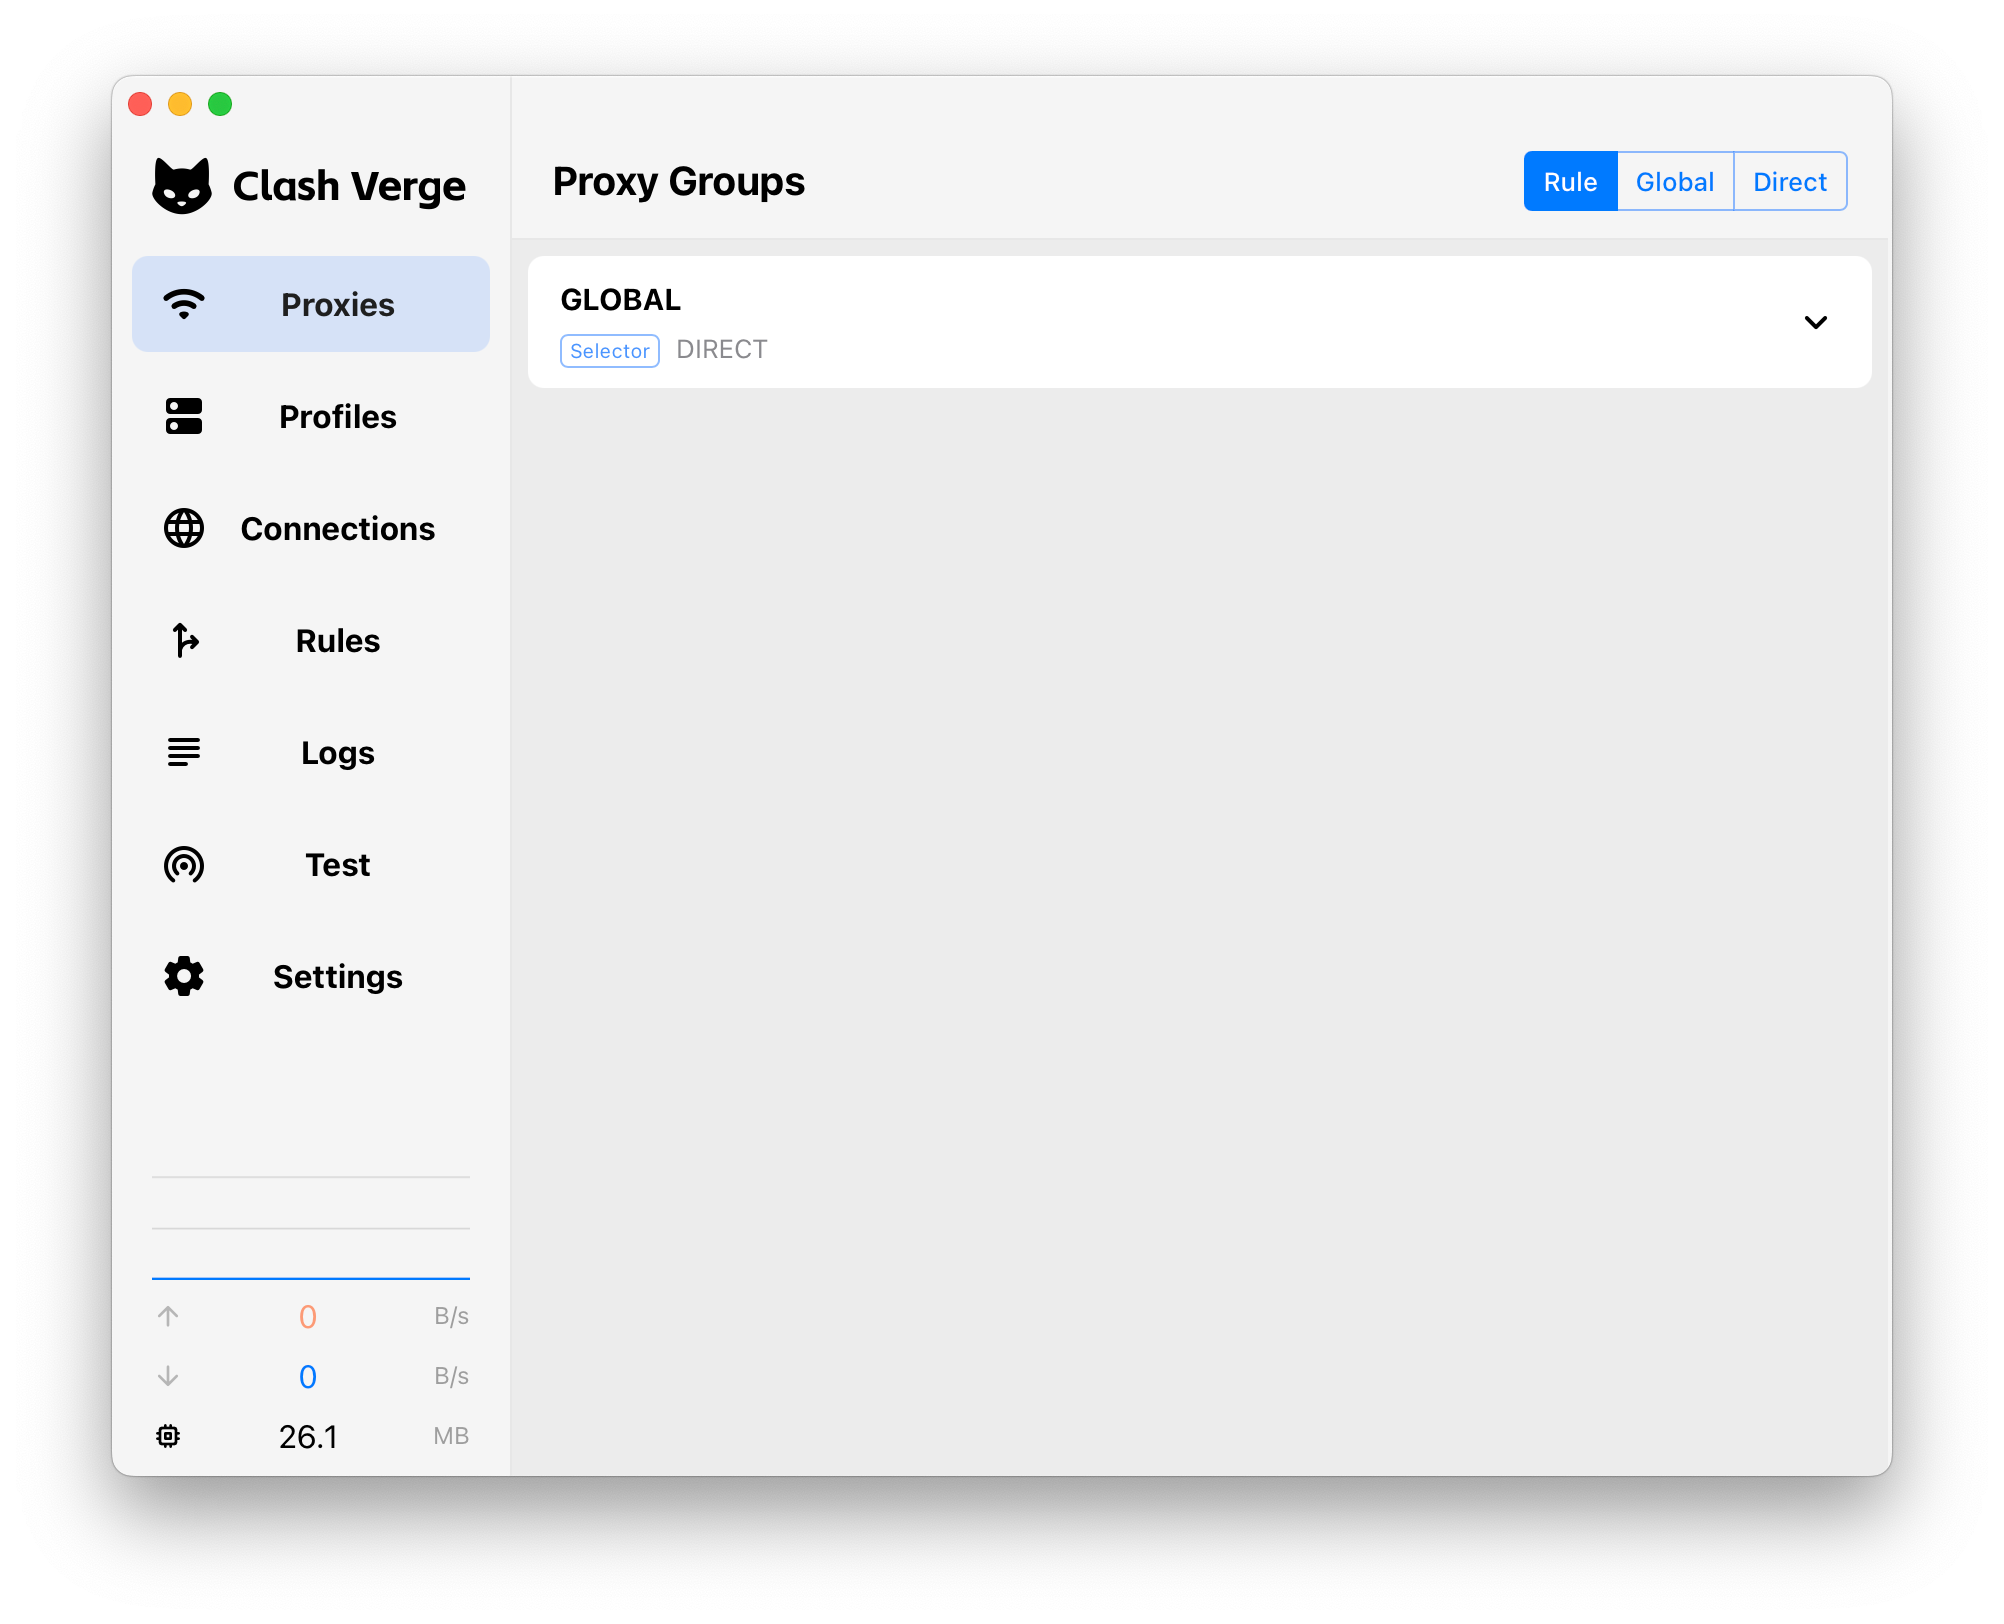 Clash Verge
Proxies
Profiles
Connections
Rules
Logs
Test
Settings
0 B/s
0 B/s
26.1 MB
Proxy Groups
Rule Global Direct
GLOBAL
Selector DIRECT